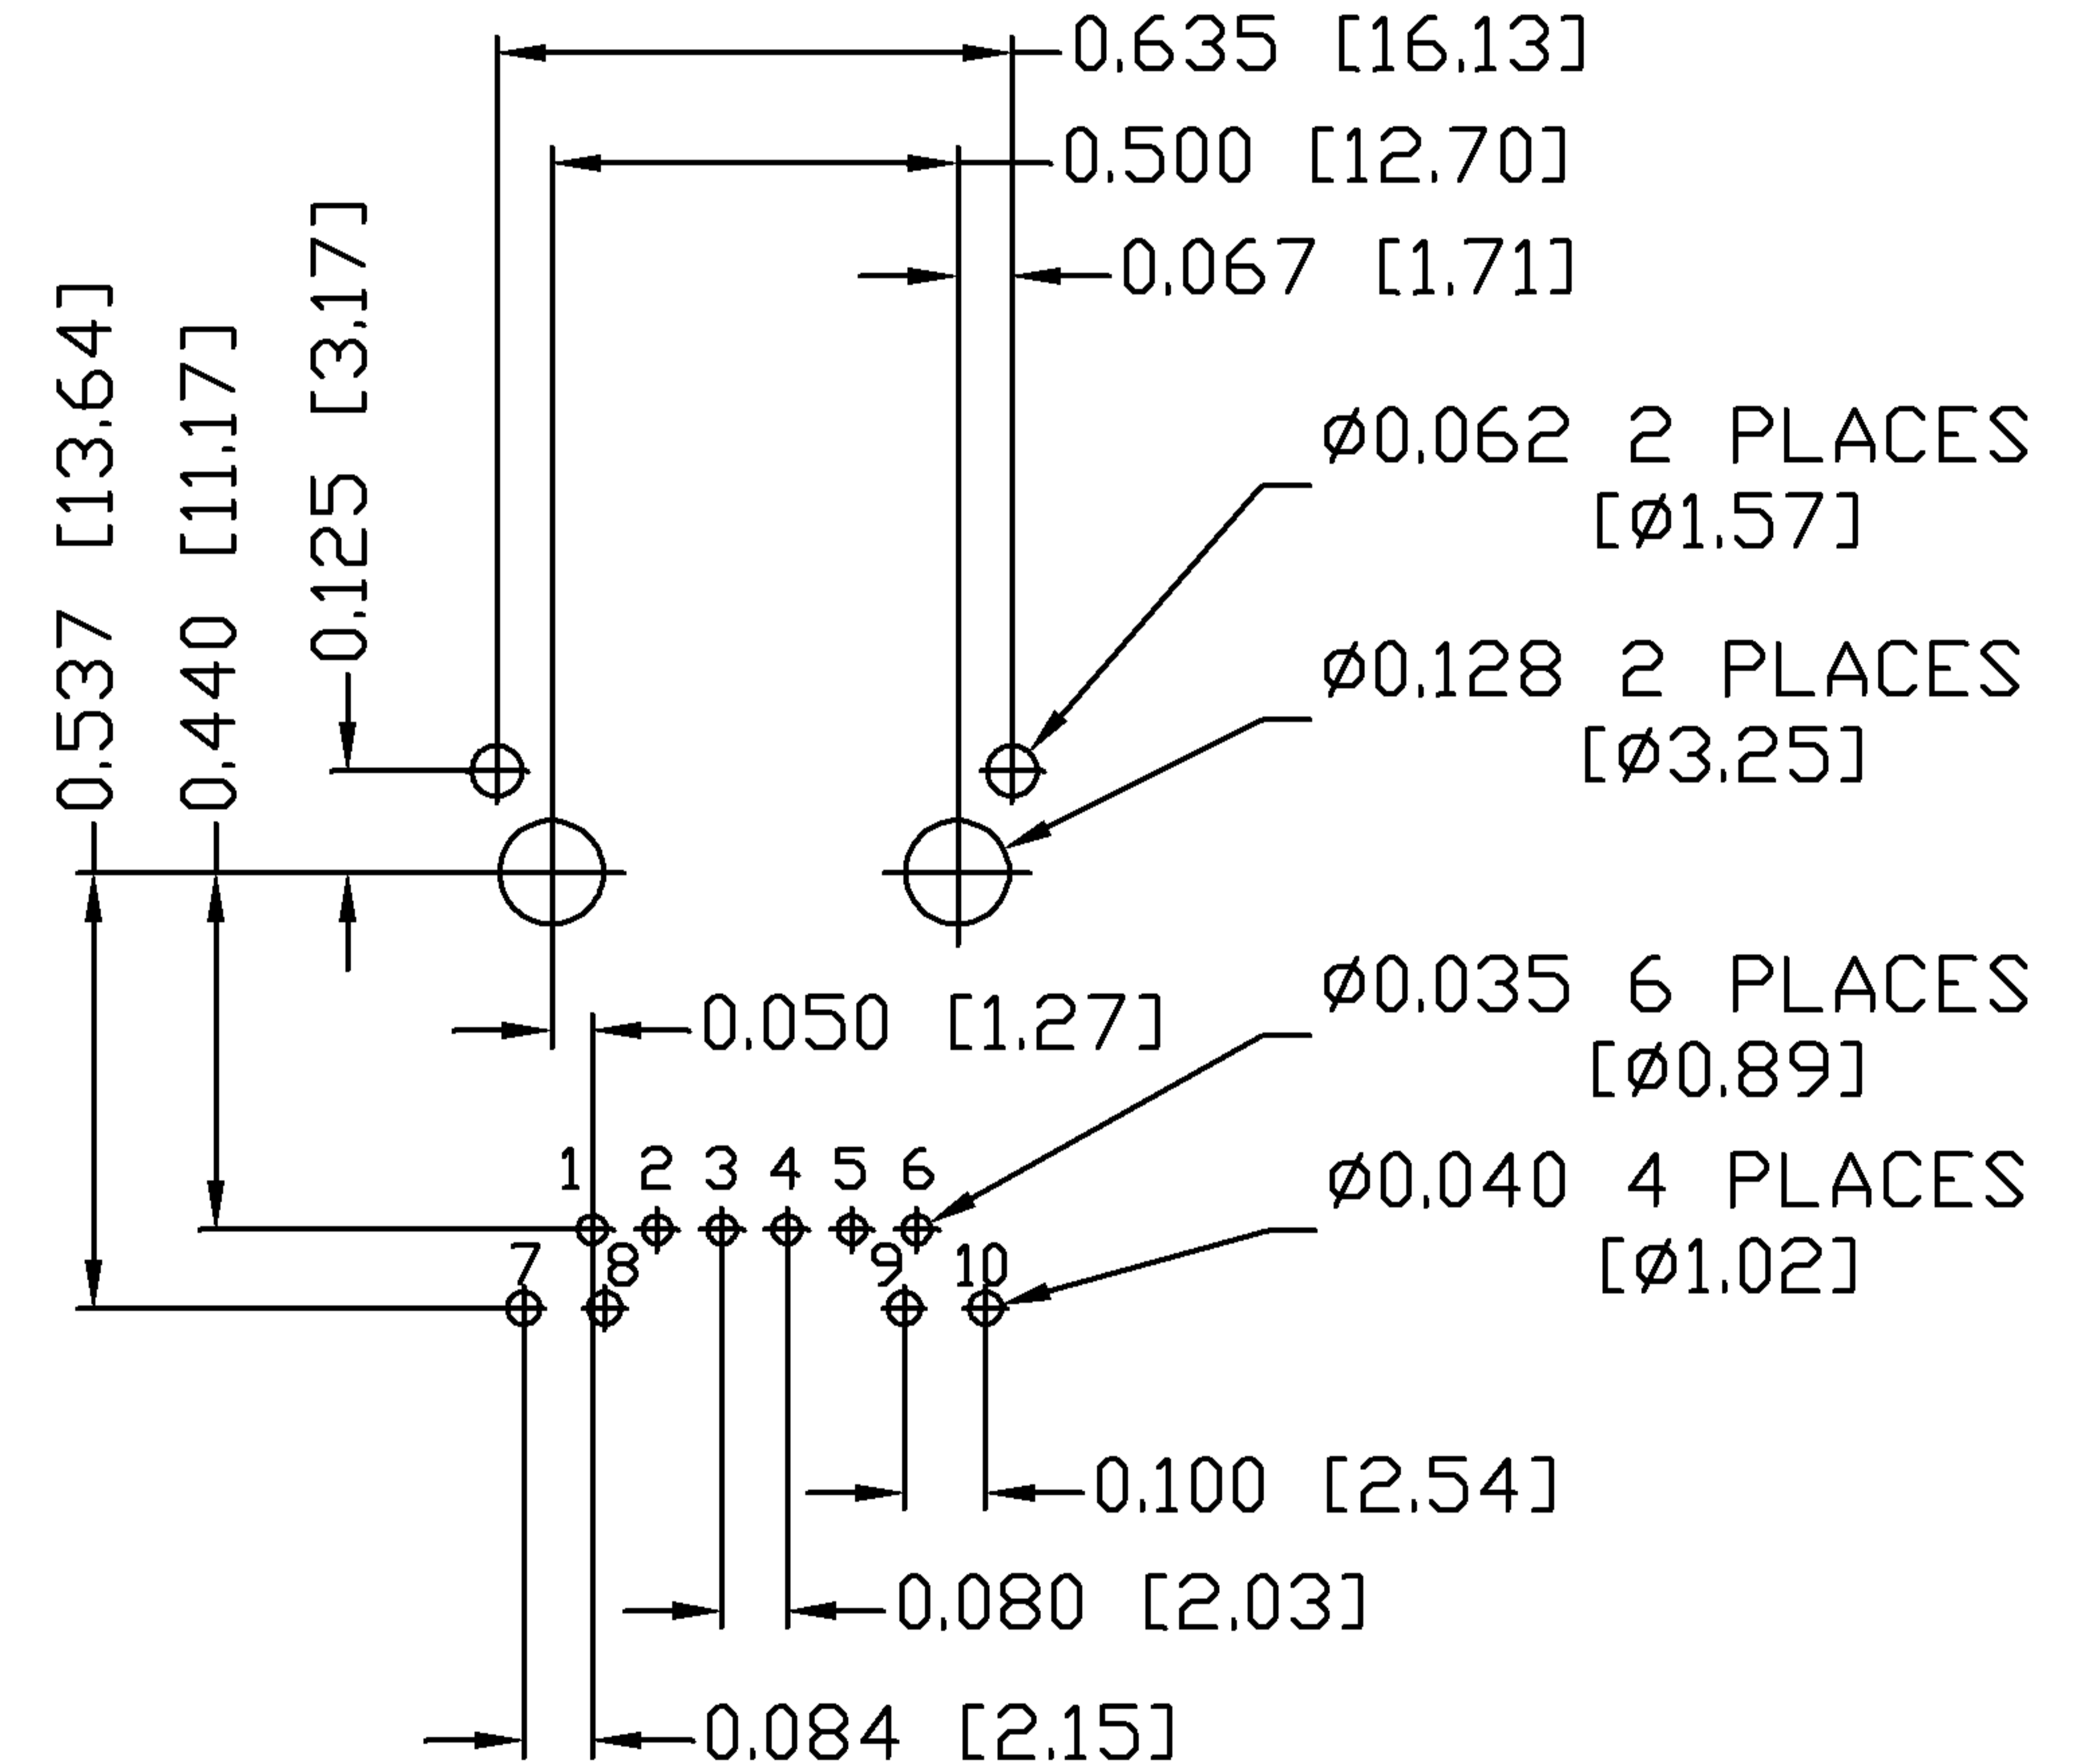 0.635 [16.13]
0.500 [12.70]
0.067 [1.71]
0.537 [13.64]
0.440 [11.17]
0.125 [3.17]
Ø0.062 2 PLACES
[Ø1.57]
Ø0.128 2 PLACES
[Ø3.25]
0.050 [1.27]
Ø0.035 6 PLACES
[Ø0.89]
1 2 3 4 5 6
Ø0.040 4 PLACES
[Ø1.02]
7 8 9 10
0.100 [2.54]
0.080 [2.03]
0.084 [2.15]